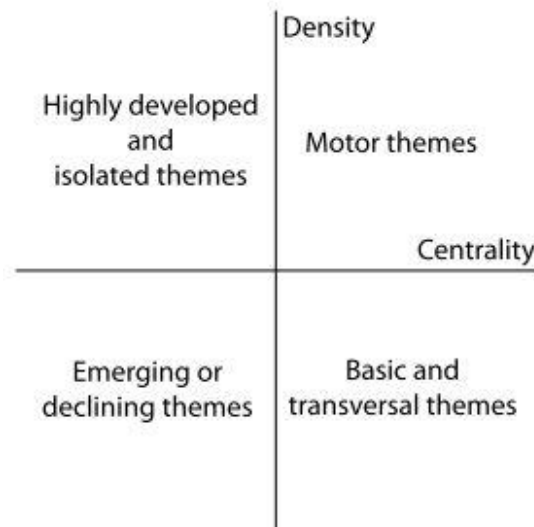 Density
Highly developed
and
isolated themes
Motor themes
Centrality
Emerging or
declining themes
Basic and
transversal themes